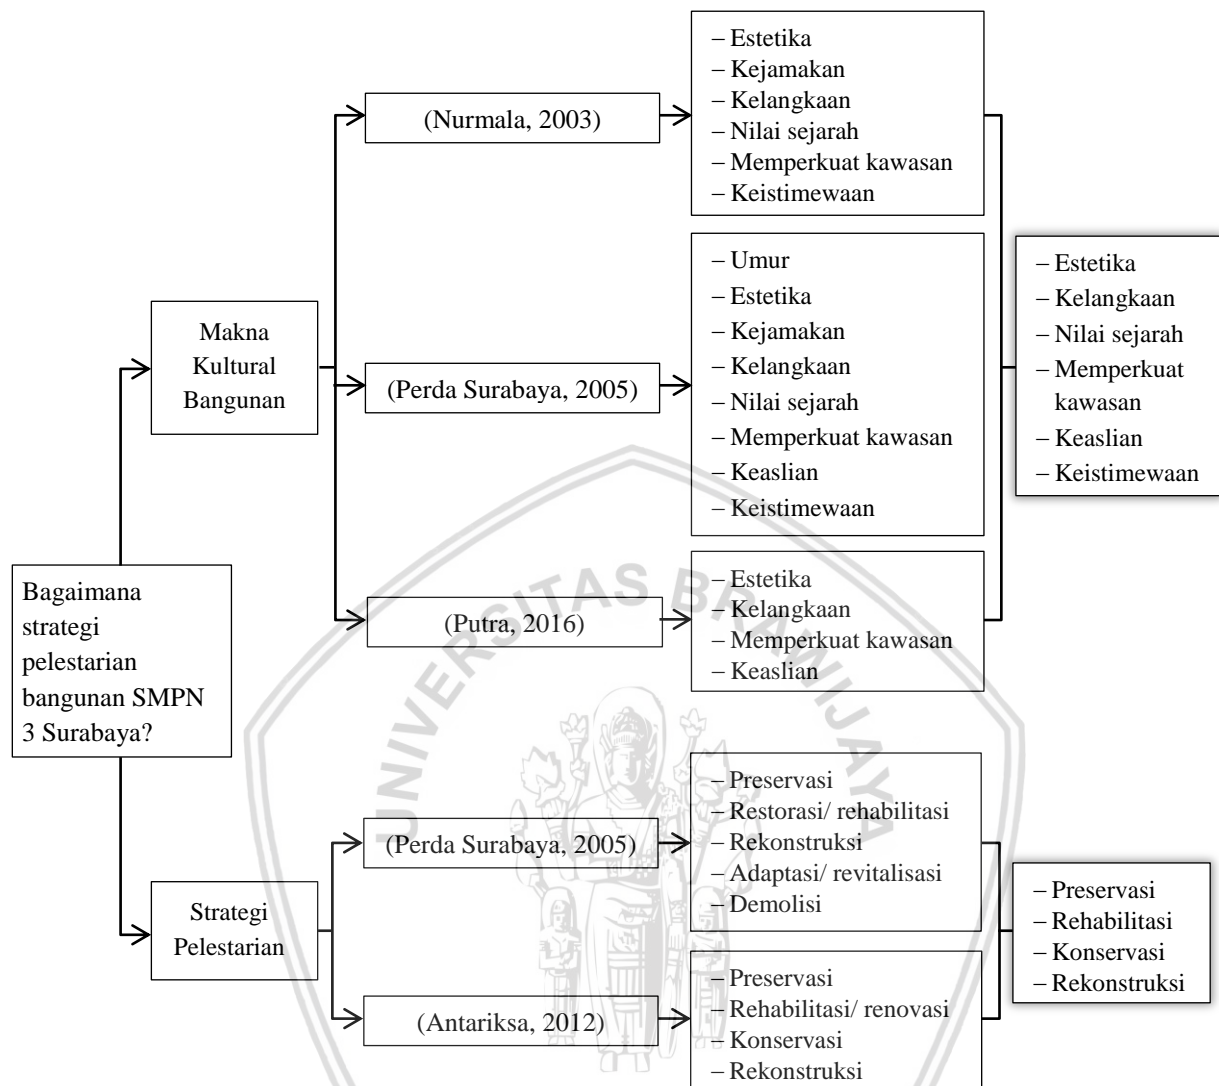 Bagaimana
strategi
pelestarian
bangunan SMPN
3 Surabaya?
Makna
Kultural
Bangunan
(Nurmala, 2003)
– Estetika
– Kejamakan
– Kelangkaan
– Nilai sejarah
– Memperkuat kawasan
– Keistimewaan
(Perda Surabaya, 2005)
– Umur
– Estetika
– Kejamakan
– Kelangkaan
– Nilai sejarah
– Memperkuat kawasan
– Keaslian
– Keistimewaan
(Putra, 2016)
– Estetika
– Kelangkaan
– Memperkuat kawasan
– Keaslian
– Estetika
– Kelangkaan
– Nilai sejarah
– Memperkuat
kawasan
– Keaslian
– Keistimewaan
Strategi
Pelestarian
(Perda Surabaya, 2005)
– Preservasi
– Restorasi/ rehabilitasi
– Rekonstruksi
– Adaptasi/ revitalisasi
– Demolisi
(Antariksa, 2012)
– Preservasi
– Rehabilitasi/ renovasi
– Konservasi
– Rekonstruksi
– Preservasi
– Rehabilitasi
– Konservasi
– Rekonstruksi
UNIVERSITAS BRAWIJAYA